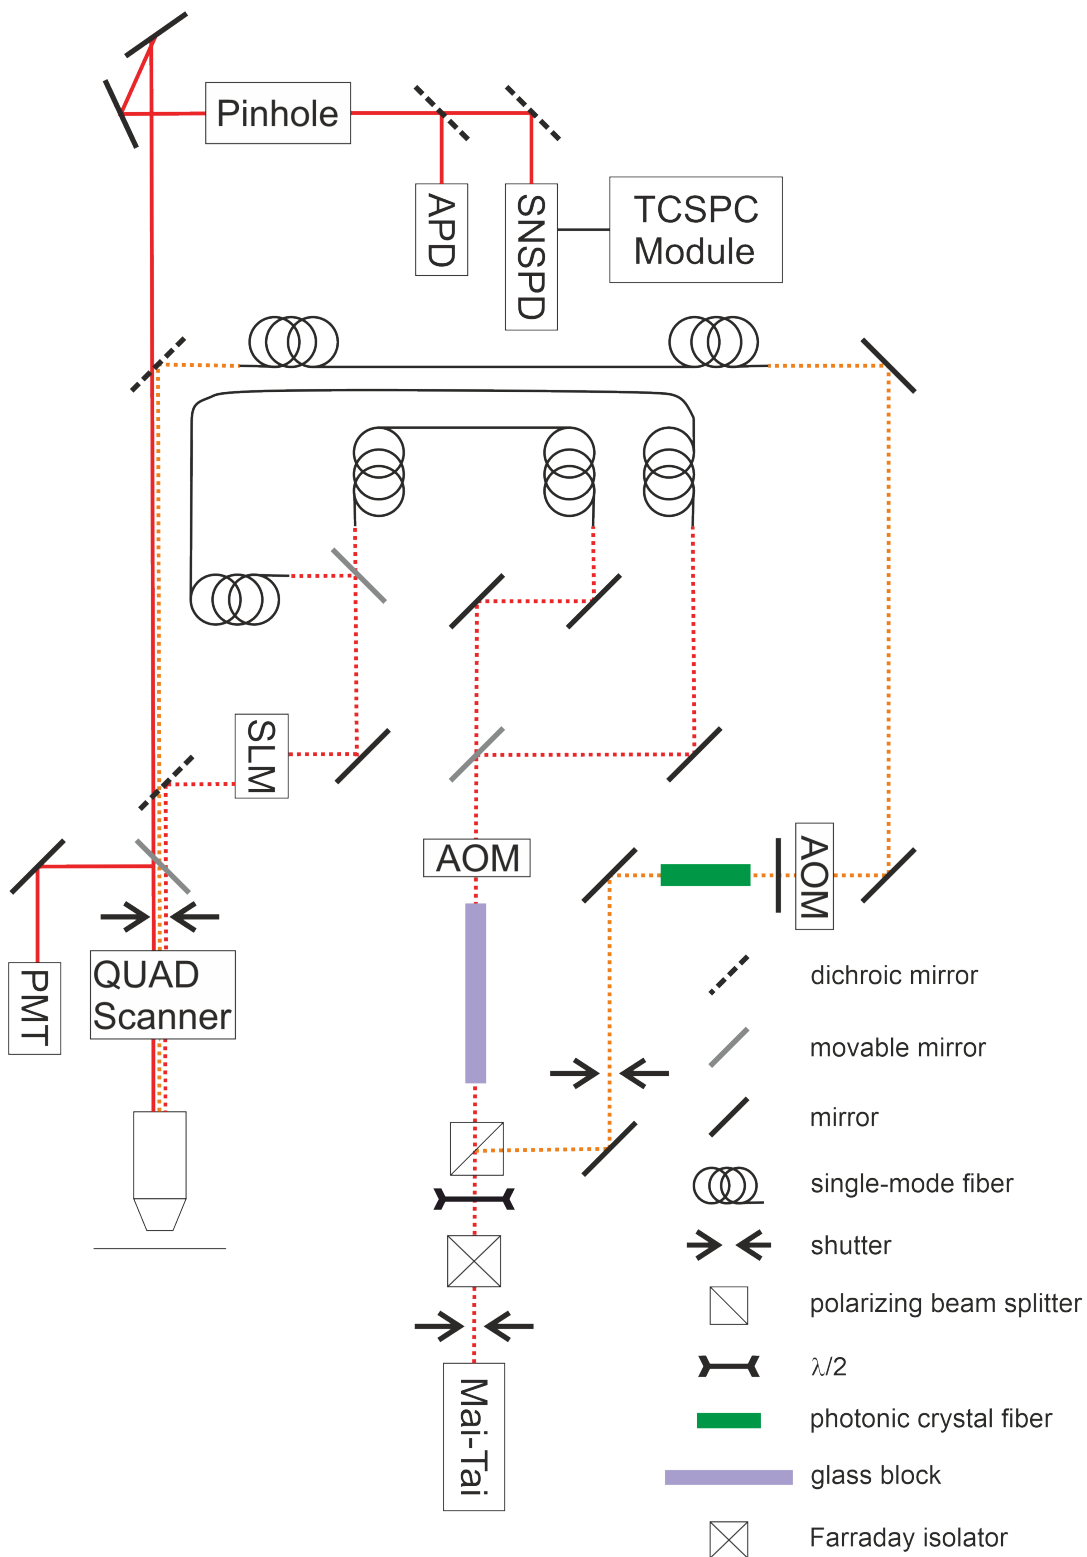 Pinhole
APD
SNSPD
TCSPC
Module
SLM
AOM
AOM
QUAD
Scanner
PMT
Mai-Tai
dichroic mirror
movable mirror
mirror
single-mode fiber
shutter
polarizing beam splitter
λ/2
photonic crystal fiber
glass block
Farraday isolator